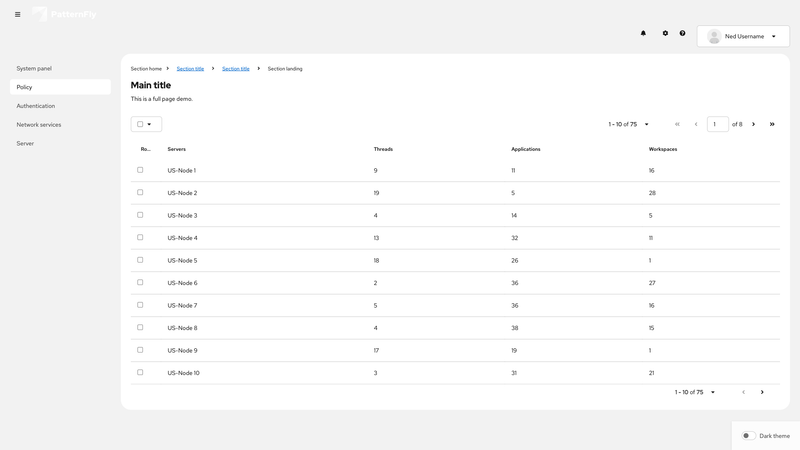 PatternFly
Ned Username
System panel
Policy
Authentication
Network services
Server
Section home Section title Section title Section landing
Main title
This is a full page demo.
1 - 10 of 75 1 of 8
Ro... Servers Threads Applications Workspaces
US-Node 1 9 11 16
US-Node 2 19 5 28
US-Node 3 4 14 5
US-Node 4 13 32 11
US-Node 5 18 26 1
US-Node 6 2 36 27
US-Node 7 5 36 16
US-Node 8 4 38 15
US-Node 9 17 19 1
US-Node 10 3 31 21
1 - 10 of 75
Dark theme